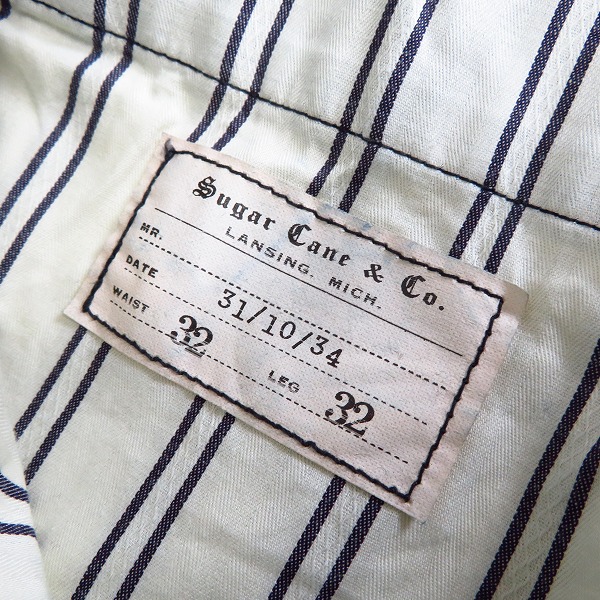 Sugar Cane & Co.
LANSING. MICH.
MR.
DATE 31/10/34
WAIST 32 LEG 32